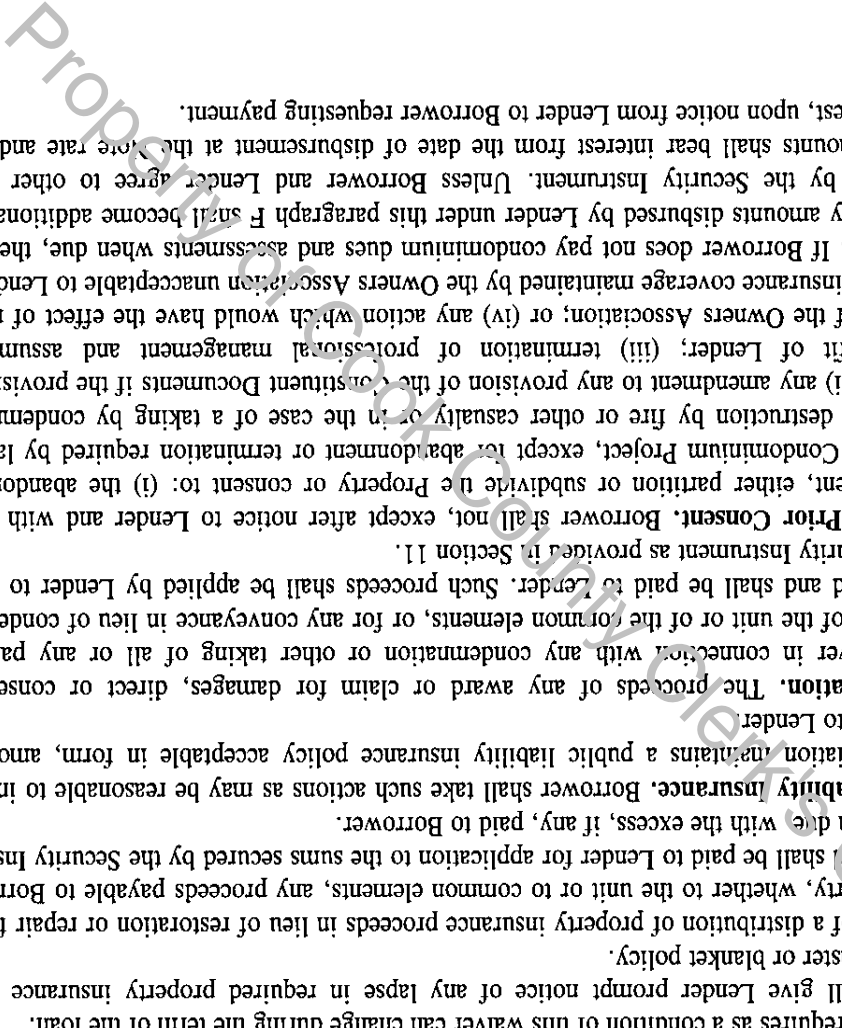 requires as a condition of this waiver can change during the term of the loan.
ll give Lender prompt notice of any lapse in required property insurance
ster or blanket policy.
f a distribution of property insurance proceeds in lieu of restoration or repair f
rty, whether to the unit or to common elements, any proceeds payable to Borr
shall be paid to Lender for application to the sums secured by the Security Ins
n due, with the excess, if any, paid to Borrower.
ability Insurance. Borrower shall take such actions as may be reasonable to in
iation maintains a public liability insurance policy acceptable in form, amo
to Lender.
ation. The proceeds of any award or claim for damages, direct or conse
ver in connection with any condemnation or other taking of all or any pa
of the unit or of the common elements, or for any conveyance in lieu of conde
d and shall be paid to Lender. Such proceeds shall be applied by Lender to
urity Instrument as provided in Section 11.
Prior Consent. Borrower shall not, except after notice to Lender and with
ent, either partition or subdivide the Property or consent to: (i) the abando
Condominium Project, except for abandonment or termination required by la
destruction by fire or other casualty or in the case of a taking by condemn
i) any amendment to any provision of the Constituent Documents if the provis
fit of Lender; (iii) termination of professional management and assum
f the Owners Association; or (iv) any action which would have the effect of r
insurance coverage maintained by the Owners Association unacceptable to Lend
If Borrower does not pay condominium dues and assessments when due, the
y amounts disbursed by Lender under this paragraph F shall become additiona
by the Security Instrument. Unless Borrower and Lender agree to other
mounts shall bear interest from the date of disbursement at the Note rate and
est, upon notice from Lender to Borrower requesting payment.
Property of Cook County Clerk's